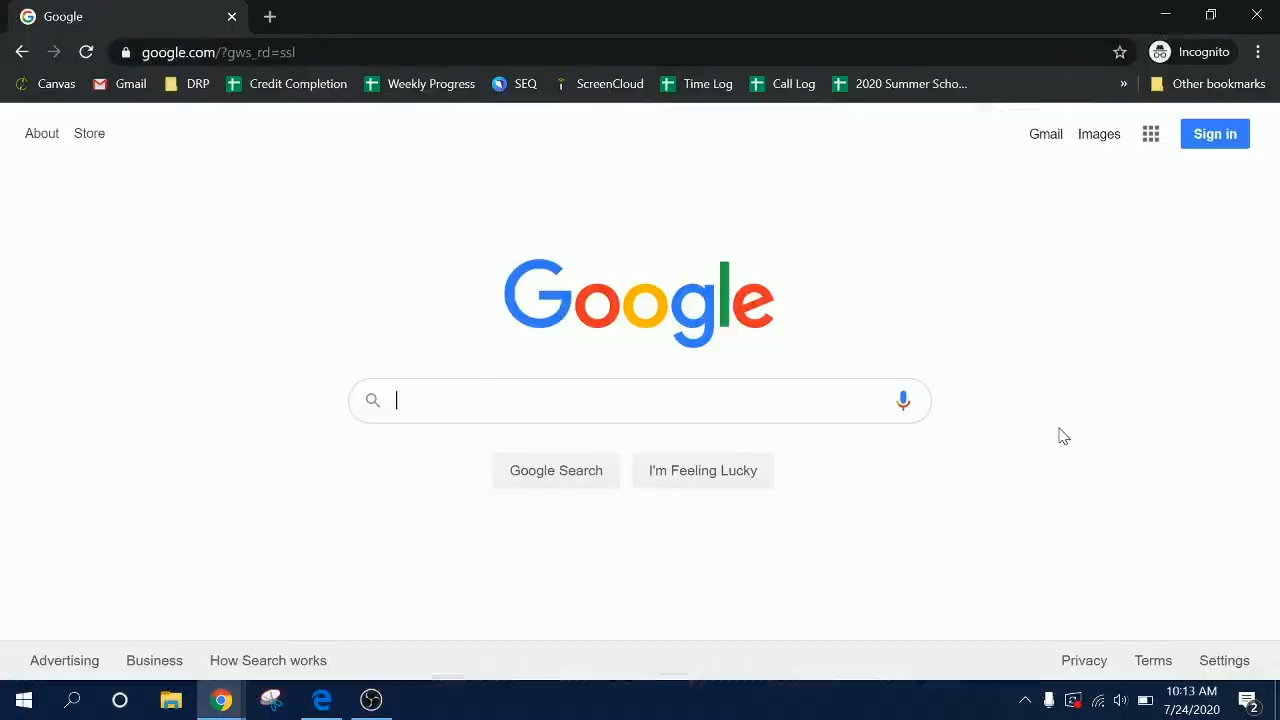 Google
google.com/?gws_rd=ssl
Incognito
Canvas Gmail DRP Credit Completion Weekly Progress SEQ ScreenCloud Time Log Call Log 2020 Summer Scho... » Other bookmarks
About Store Gmail Images Sign in
Google
Google Search I'm Feeling Lucky
Advertising Business How Search works Privacy Terms Settings
10:13 AM
7/24/2020
2